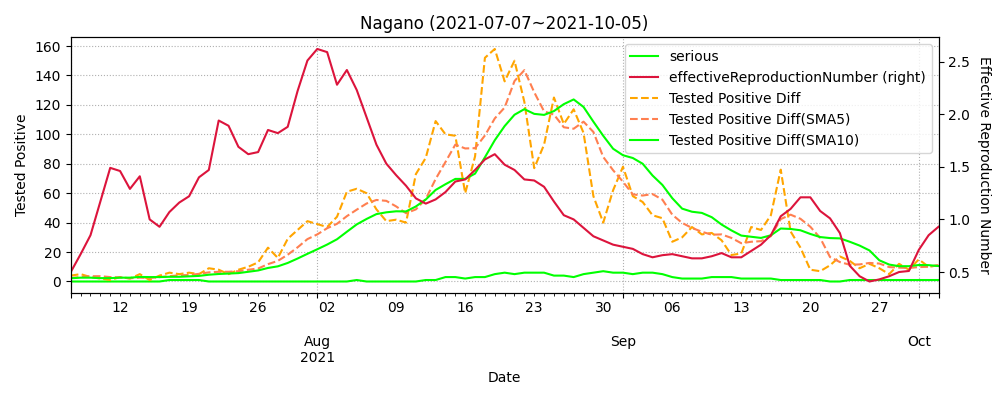 Nagano (2021-07-07~2021-10-05)
160
140
120
100
80
60
40
20
0
Tested Positive
2.5
2.0
1.5
1.0
0.5
Effective Reproduction Number
serious
effectiveReproductionNumber (right)
Tested Positive Diff
Tested Positive Diff(SMA5)
Tested Positive Diff(SMA10)
12 19 26 02 09 16 23 30 06 13 20 27
Aug Sep Oct
2021
Date